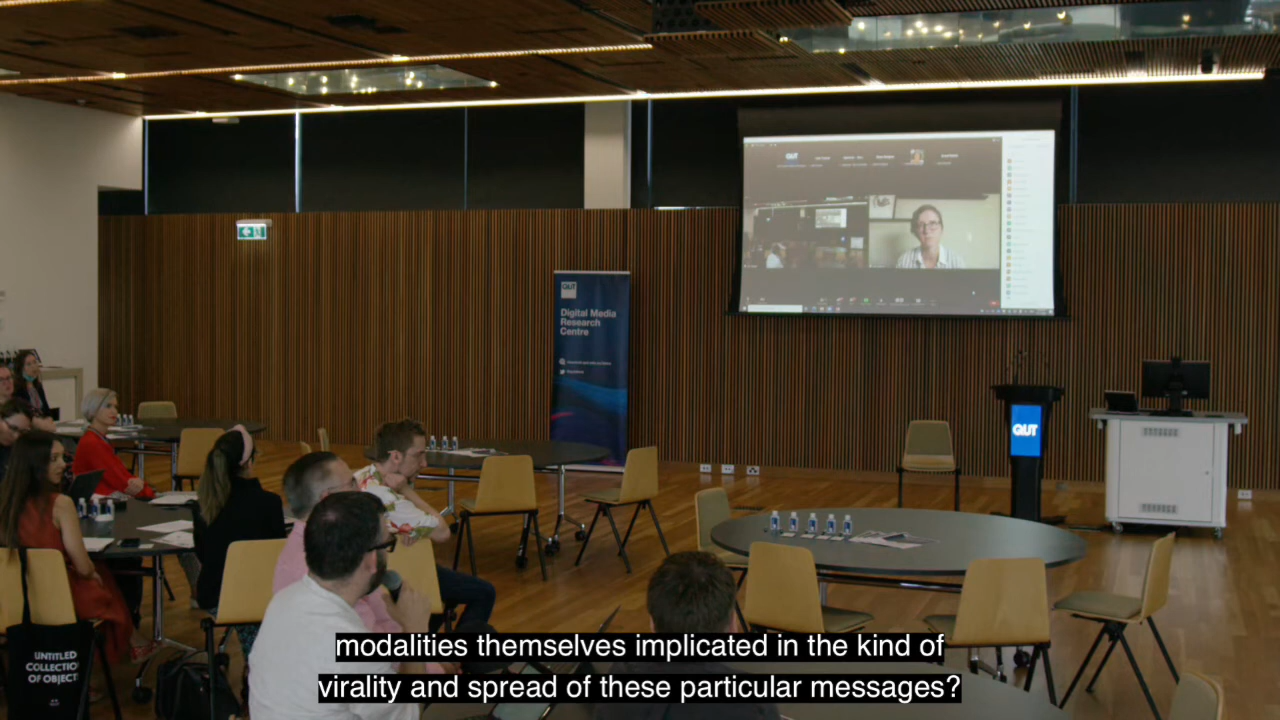 QUT
Digital Media
Research
Centre
QUT
UNTITLED
COLLECTION
OF OBJECT
modalities themselves implicated in the kind of
virality and spread of these particular messages?